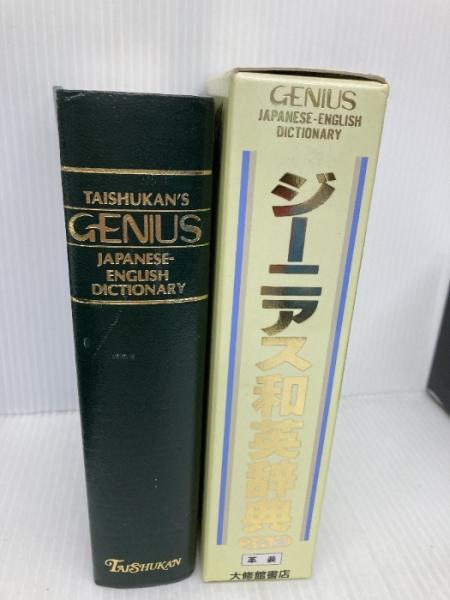 TAISHUKAN'S
GENIUS
JAPANESE-
ENGLISH
DICTIONARY
TAISHUKAN
GENIUS
JAPANESE-ENGLISH
DICTIONARY
ジーニアス和英辞典
革装
大修館書店